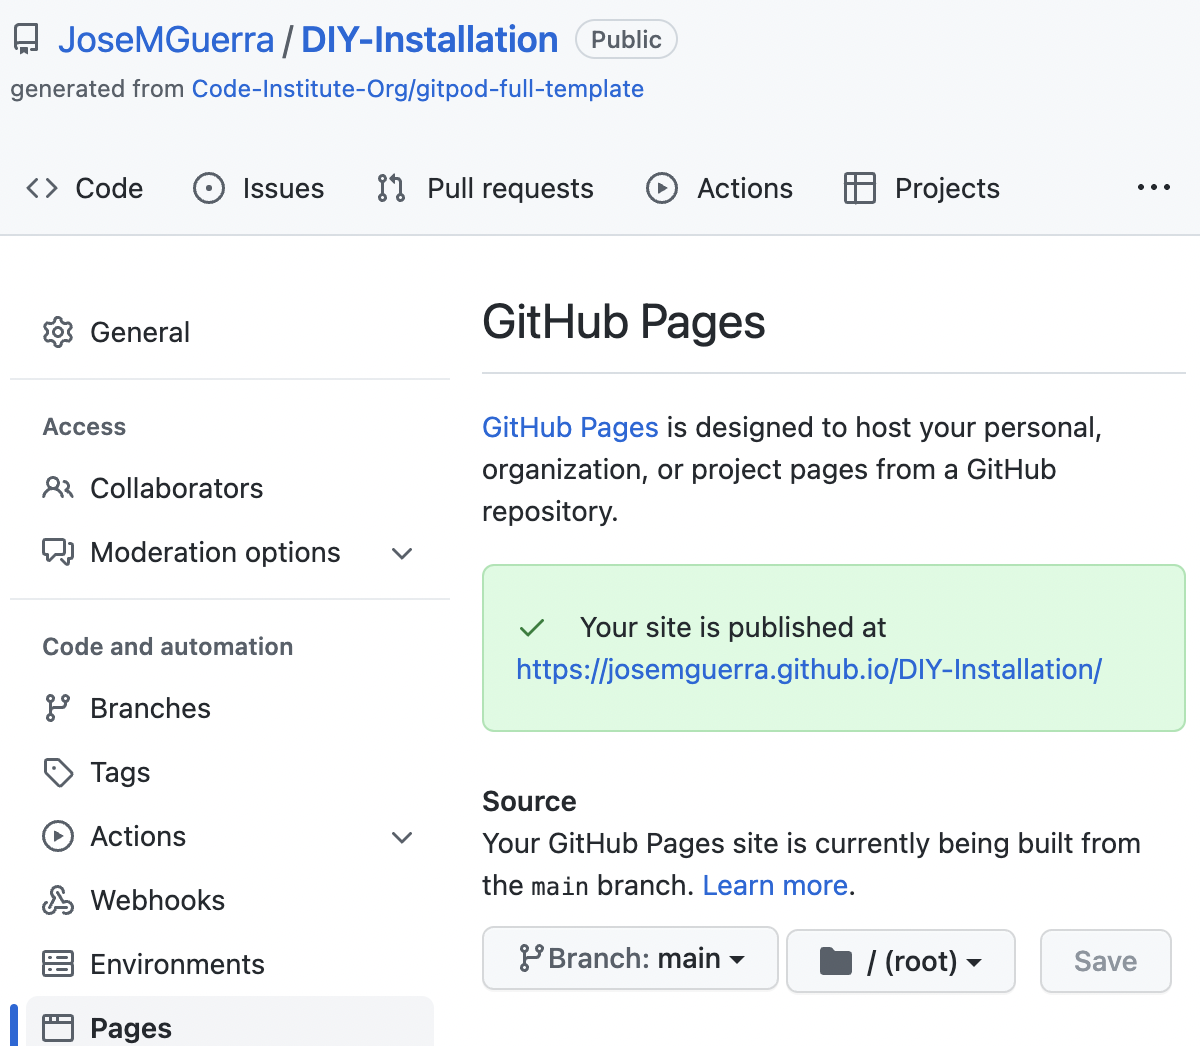 JoseMGuerra / DIY-Installation Public
generated from Code-Institute-Org/gitpod-full-template
Code Issues Pull requests Actions Projects
General
Access
Collaborators
Moderation options
Code and automation
Branches
Tags
Actions
Webhooks
Environments
Pages
GitHub Pages
GitHub Pages is designed to host your personal,
organization, or project pages from a GitHub
repository.
Your site is published at
https://josemguerra.github.io/DIY-Installation/
Source
Your GitHub Pages site is currently being built from
the main branch. Learn more.
Branch: main / (root) Save